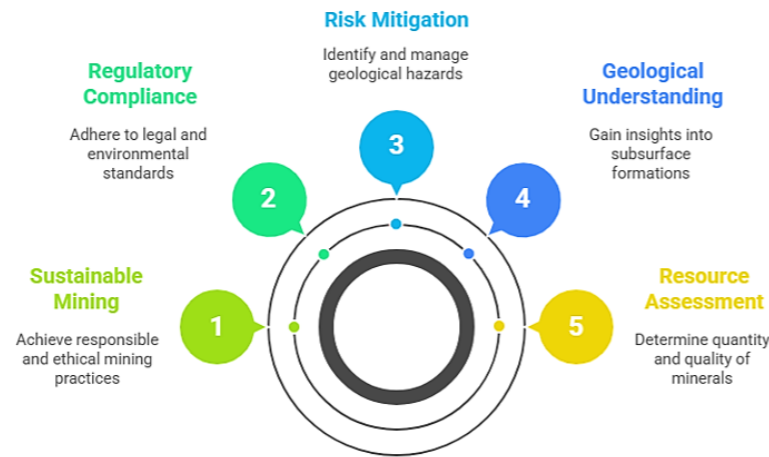 Sustainable
Mining
Achieve responsible
and ethical mining
practices
1
Regulatory
Compliance
Adhere to legal and
environmental
standards
2
Risk Mitigation
Identify and manage
geological hazards
3
Geological
Understanding
Gain insights into
subsurface
formations
4
Resource
Assessment
Determine quantity
and quality of
minerals
5